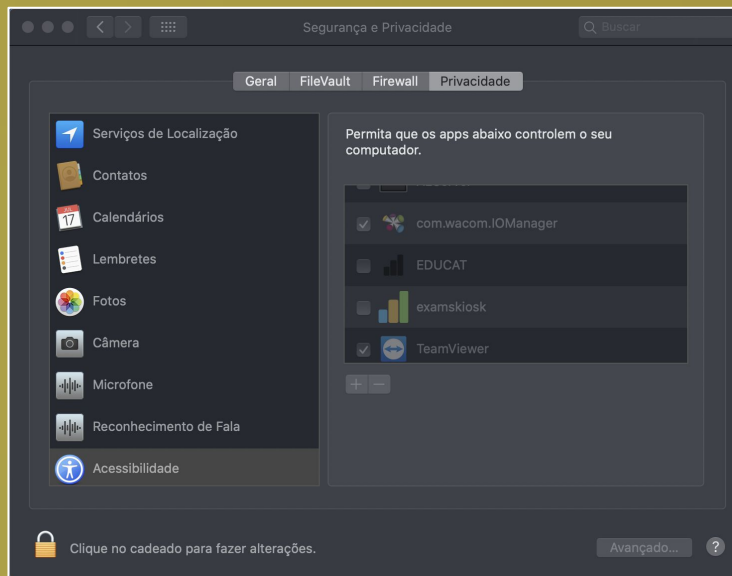 Segurança e Privacidade
Buscar
Geral FileVault Firewall Privacidade
Serviços de Localização
Contatos
JUL
17
Calendários
Lembretes
Fotos
Câmera
Microfone
Reconhecimento de Fala
Acessibilidade
Permita que os apps abaixo controlem o seu
computador.
com.wacom.IOManager
EDUCAT
examskiosk
TeamViewer
+ −
Clique no cadeado para fazer alterações.
Avançado... ?